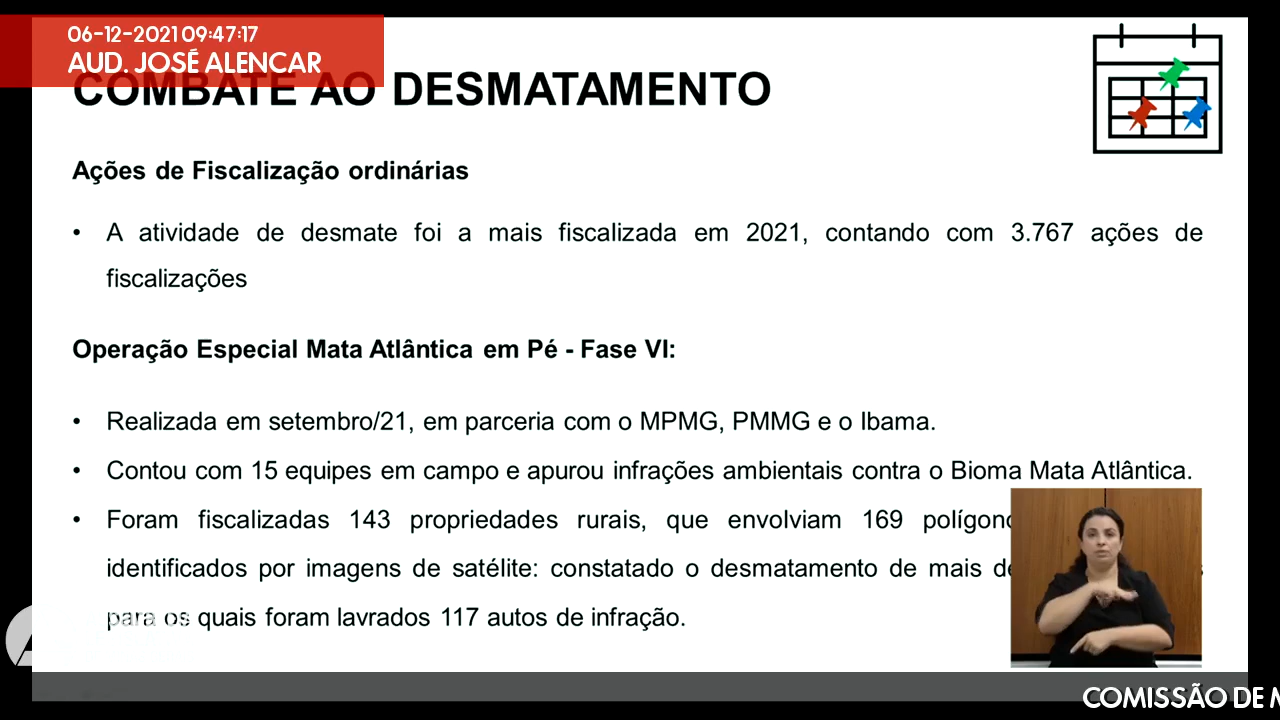 06-12-2021 09:47:17
AUD. JOSÉ ALENCAR
COMBATE AO DESMATAMENTO
Ações de Fiscalização ordinárias
• A atividade de desmate foi a mais fiscalizada em 2021, contando com 3.767 ações de
fiscalizações
Operação Especial Mata Atlântica em Pé - Fase VI:
• Realizada em setembro/21, em parceria com o MPMG, PMMG e o Ibama.
• Contou com 15 equipes em campo e apurou infrações ambientais contra o Bioma Mata Atlântica.
• Foram fiscalizadas 143 propriedades rurais, que envolviam 169
identificados por imagens de satélite: constatado o desmatamento de mais
para os quais foram lavrados 117 autos de infração.
COMISSÃO DE